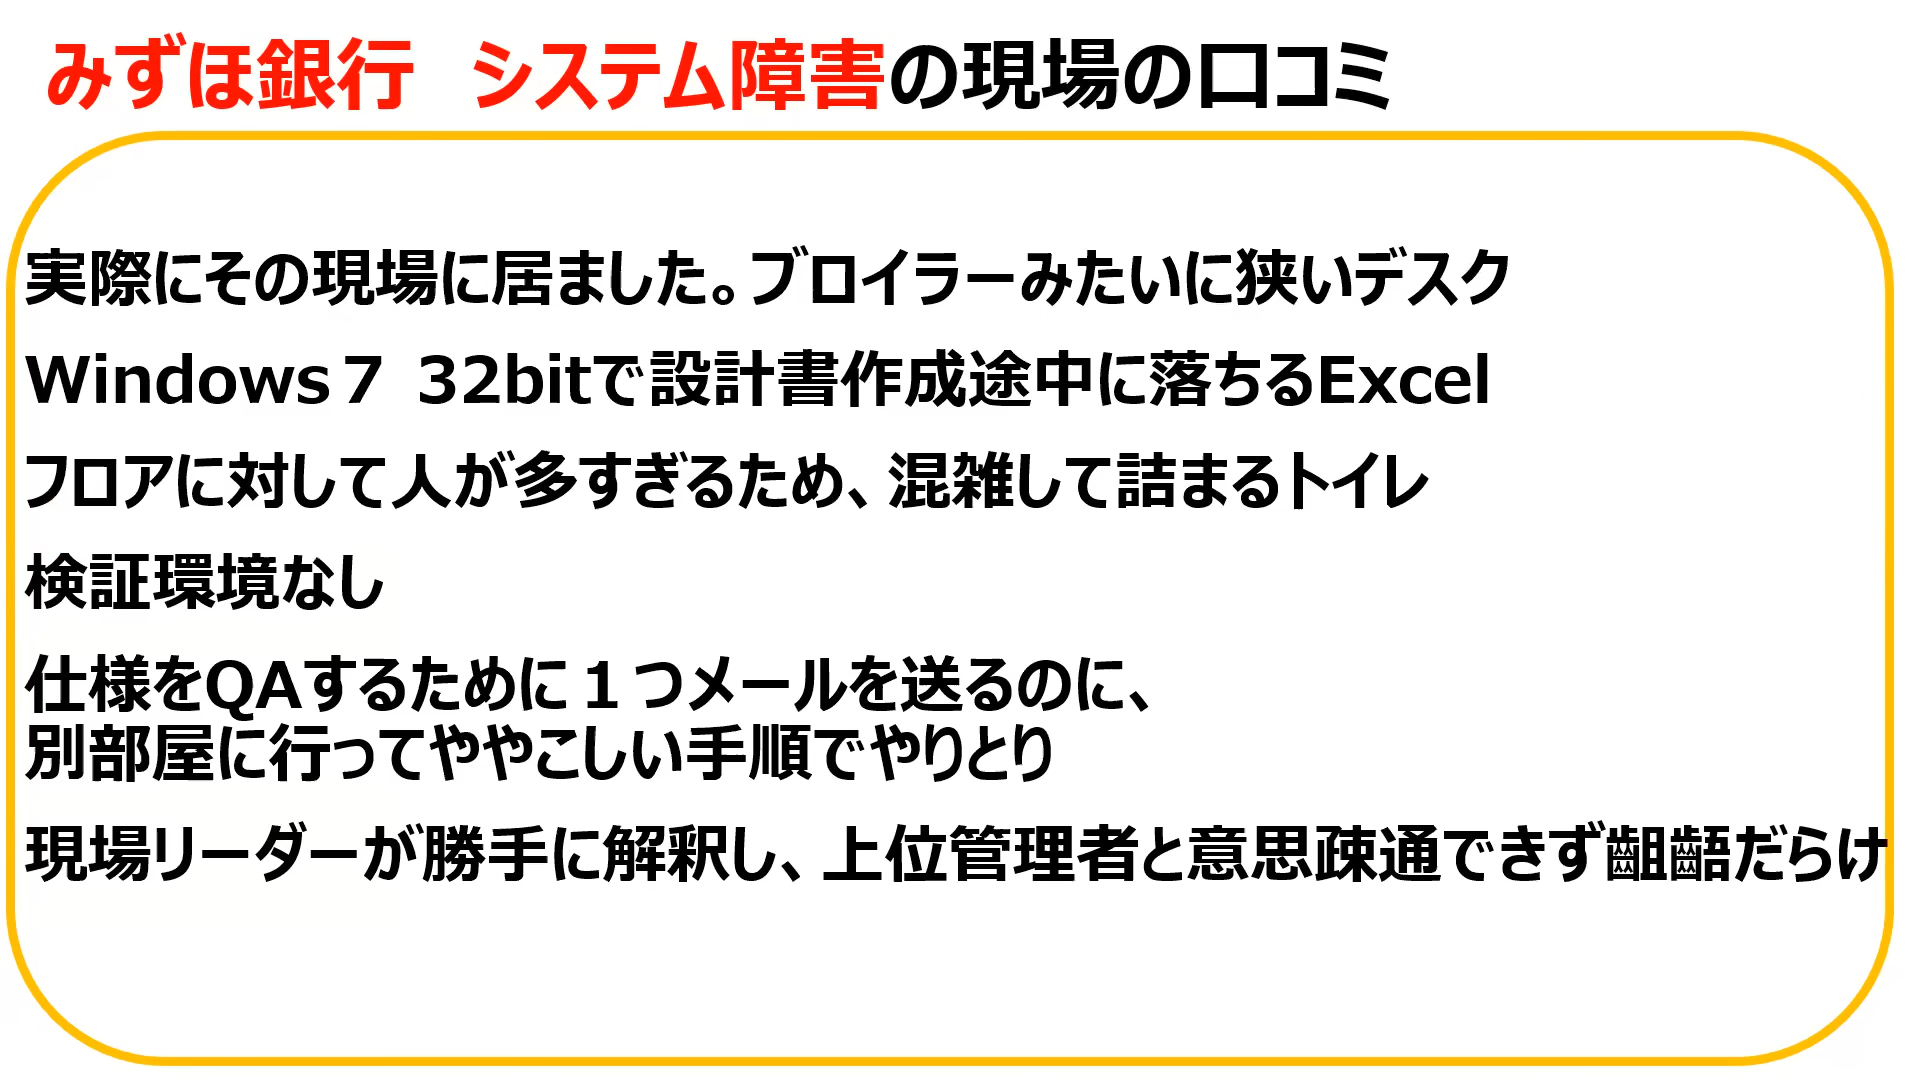 みずほ銀行　システム障害の現場の口コミ
実際にその現場に居ました。ブロイラーみたいに狭いデスク
Windows７ 32bitで設計書作成途中に落ちるExcel
フロアに対して人が多すぎるため、混雑して詰まるトイレ
検証環境なし
仕様をQAするために１つメールを送るのに、
別部屋に行ってややこしい手順でやりとり
現場リーダーが勝手に解釈し、上位管理者と意思疎通できず齟齬だらけ